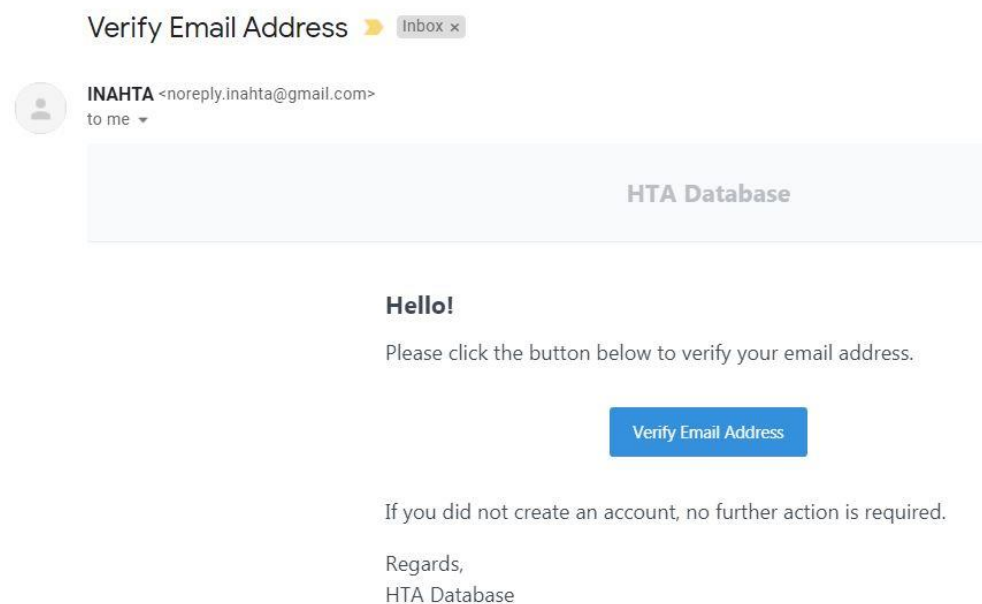 Verify Email Address Inbox ×
INAHTA <noreply.inahta@gmail.com>
to me
HTA Database
Hello!
Please click the button below to verify your email address.
Verify Email Address
If you did not create an account, no further action is required.
Regards,
HTA Database